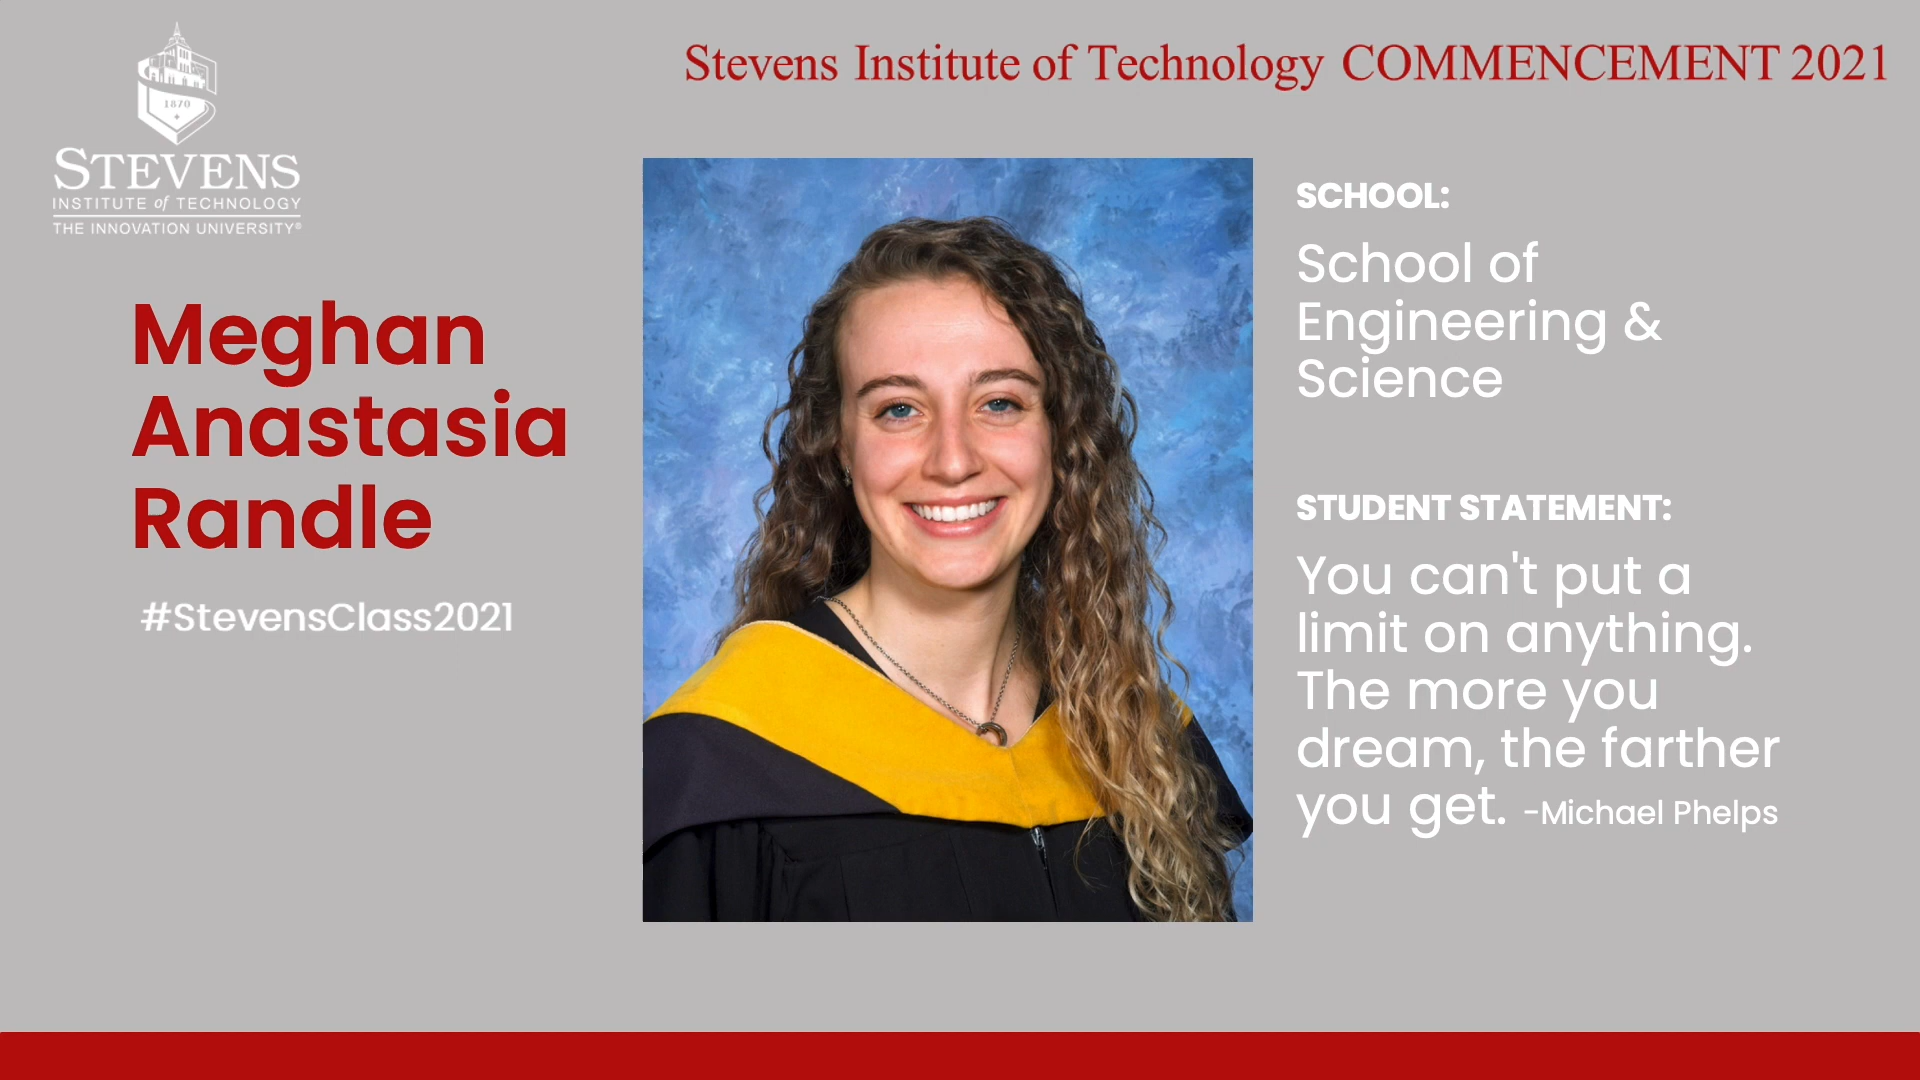 1870
STEVENS
INSTITUTE of TECHNOLOGY
THE INNOVATION UNIVERSITY®
Stevens Institute of Technology COMMENCEMENT 2021
Meghan
Anastasia
Randle
#StevensClass2021
SCHOOL:
School of
Engineering &
Science
STUDENT STATEMENT:
You can't put a
limit on anything.
The more you
dream, the farther
you get. -Michael Phelps